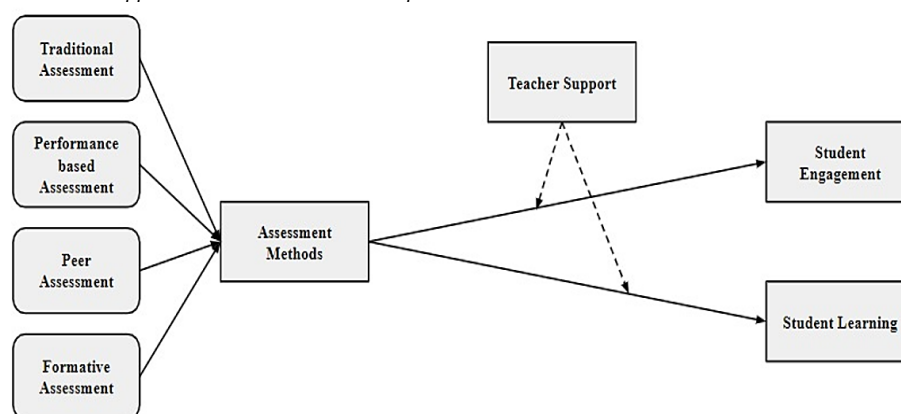 Traditional
Assessment
Performance
based
Assessment
Peer
Assessment
Formative
Assessment
Assessment
Methods
Teacher Support
Student
Engagement
Student Learning